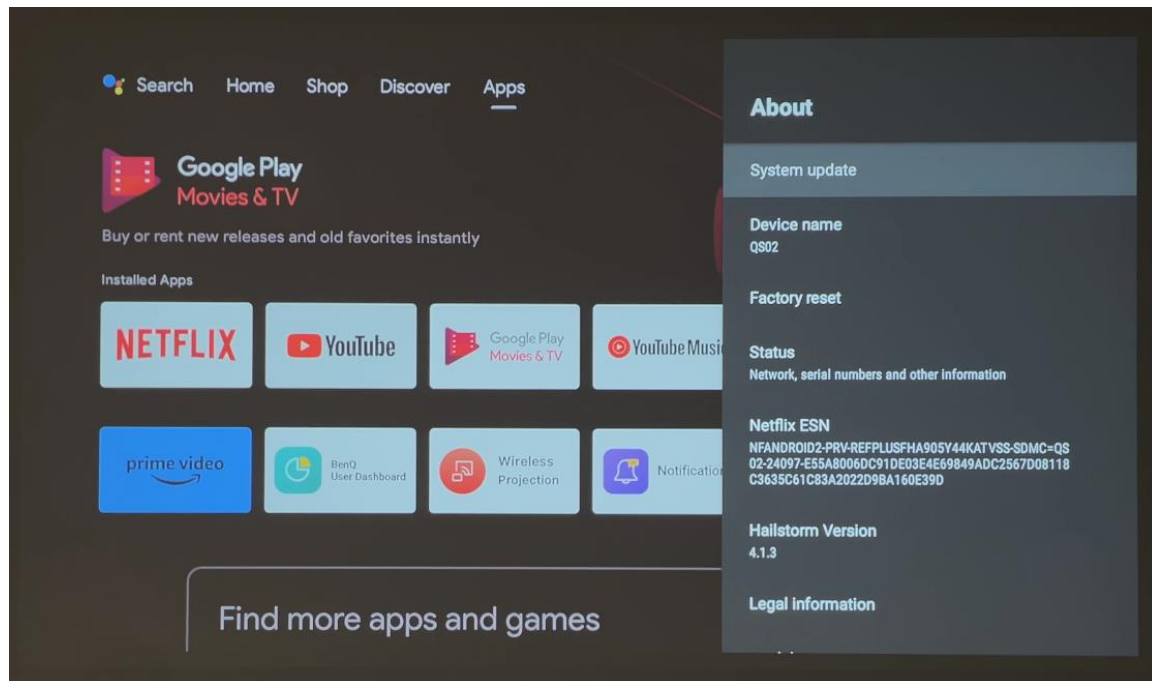 Search Home Shop Discover Apps
Google Play
Movies & TV
Buy or rent new releases and old favorites instantly
Installed Apps
NETFLIX
YouTube
Google Play
Movies & TV
YouTube Music
prime video
BenQ
User Dashboard
Wireless
Projection
Notification
Find more apps and games
About
System update
Device name
QS02
Factory reset
Status
Network, serial numbers and other information
Netflix ESN
NFANDROID2-PRV-REFPLUSFHA905Y44KATVSS-SDMC=QS
02-24097-E55A8006DC91DE03E4E69849ADC2567D08118
C3635C61C83A2022D9BA160E39D
Hailstorm Version
4.1.3
Legal information